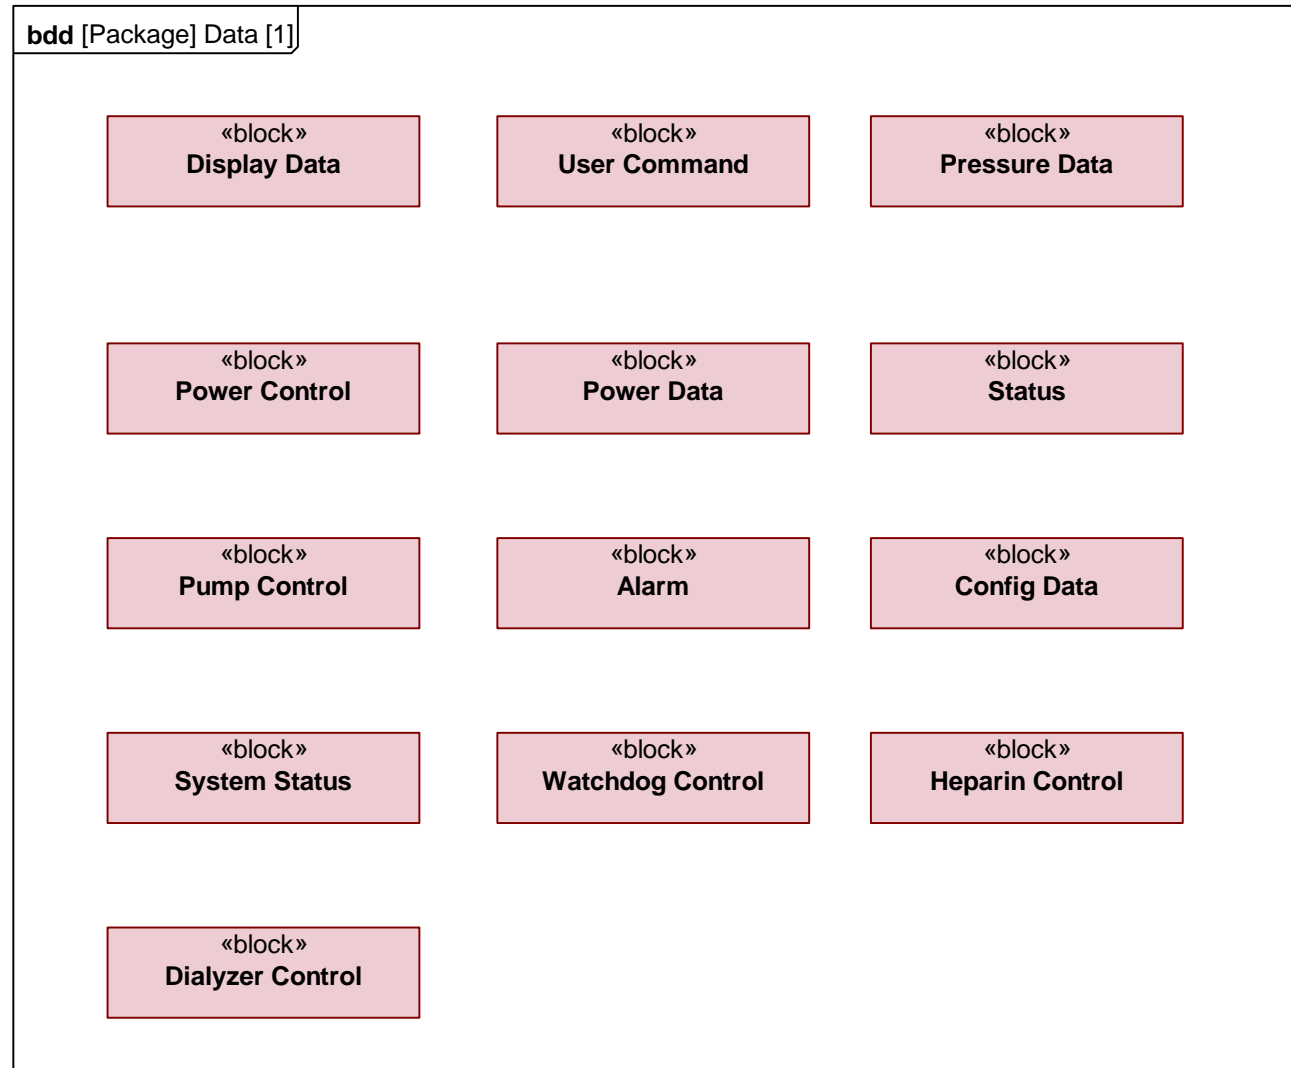 bdd [Package] Data [1]
«block»
Display Data
«block»
User Command
«block»
Pressure Data
«block»
Power Control
«block»
Power Data
«block»
Status
«block»
Pump Control
«block»
Alarm
«block»
Config Data
«block»
System Status
«block»
Watchdog Control
«block»
Heparin Control
«block»
Dialyzer Control